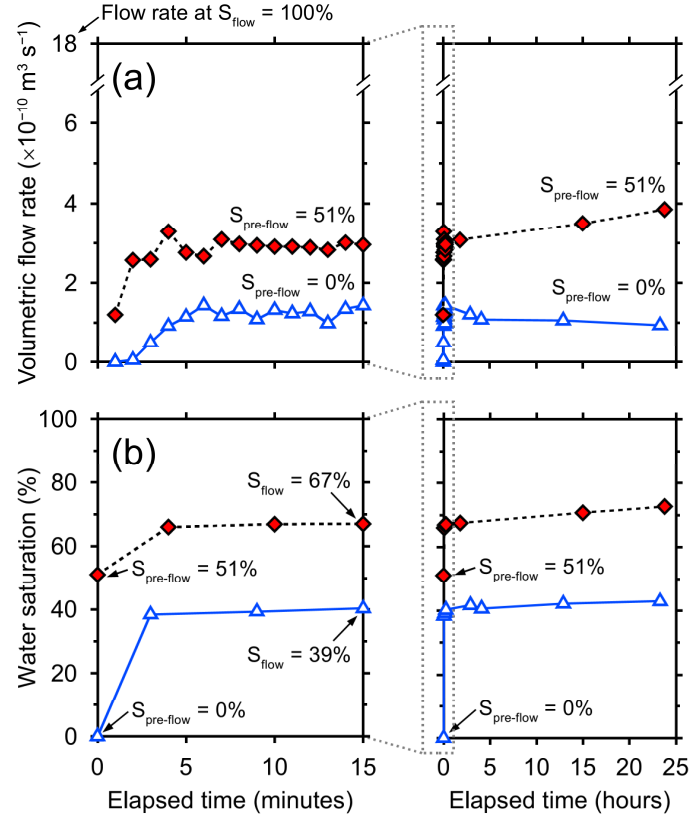 Flow rate at Sflow = 100%
18
(a)
6
4
2
0
Volumetric flow rate (×10⁻¹⁰ m³ s⁻¹)
Spre-flow = 51%
Spre-flow = 0%
Spre-flow = 51%
Spre-flow = 0%
100
80
60
40
20
0
Water saturation (%)
(b)
Sflow = 67%
Spre-flow = 51%
Sflow = 39%
Spre-flow = 0%
Spre-flow = 51%
Spre-flow = 0%
0 5 10 15
Elapsed time (minutes)
0 5 10 15 20 25
Elapsed time (hours)